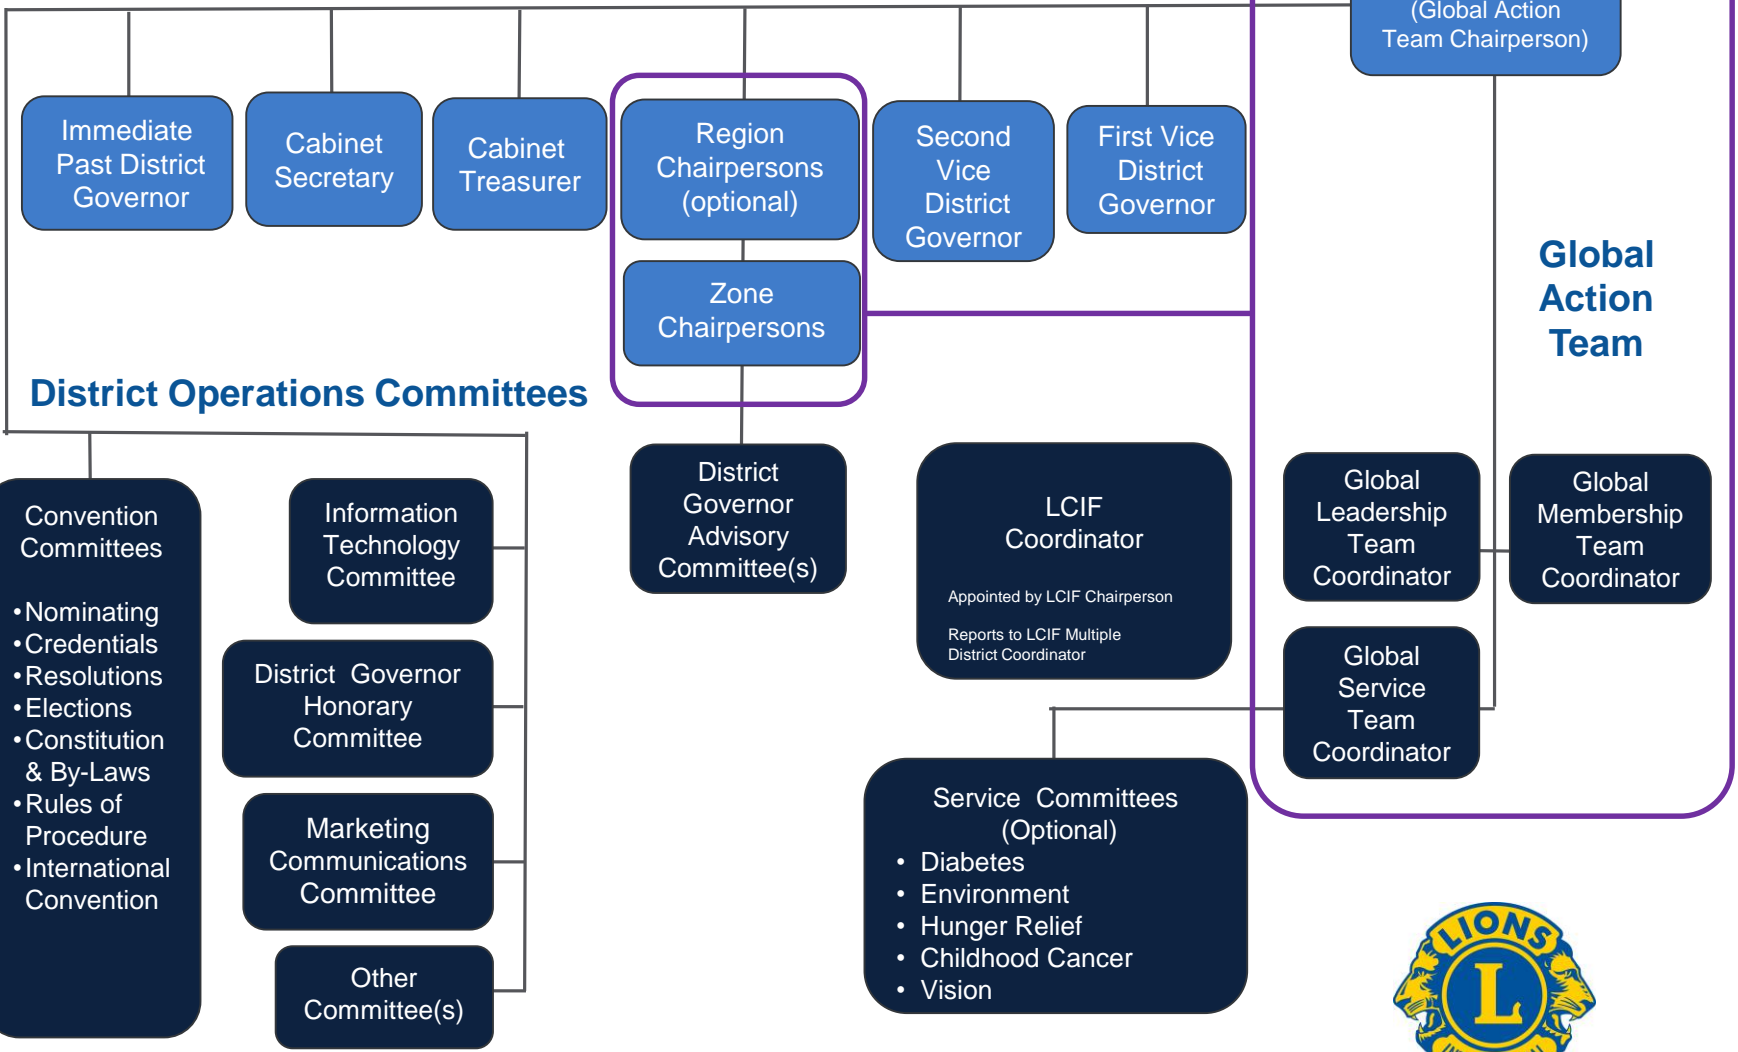 (Global Action
Team Chairperson)
Immediate
Past District
Governor
Cabinet
Secretary
Cabinet
Treasurer
Region
Chairpersons
(optional)
Second
Vice
District
Governor
First Vice
District
Governor
Zone
Chairpersons
Global
Action
Team
District Operations Committees
Convention
Committees
•Nominating
•Credentials
•Resolutions
•Elections
•Constitution
& By-Laws
•Rules of
Procedure
•International
Convention
Information
Technology
Committee
District Governor
Honorary
Committee
Marketing
Communications
Committee
Other
Committee(s)
District
Governor
Advisory
Committee(s)
LCIF
Coordinator
Appointed by LCIF Chairperson
Reports to LCIF Multiple
District Coordinator
Global
Leadership
Team
Coordinator
Global
Membership
Team
Coordinator
Global
Service
Team
Coordinator
Service Committees
(Optional)
• Diabetes
• Environment
• Hunger Relief
• Childhood Cancer
• Vision
LIONS
L